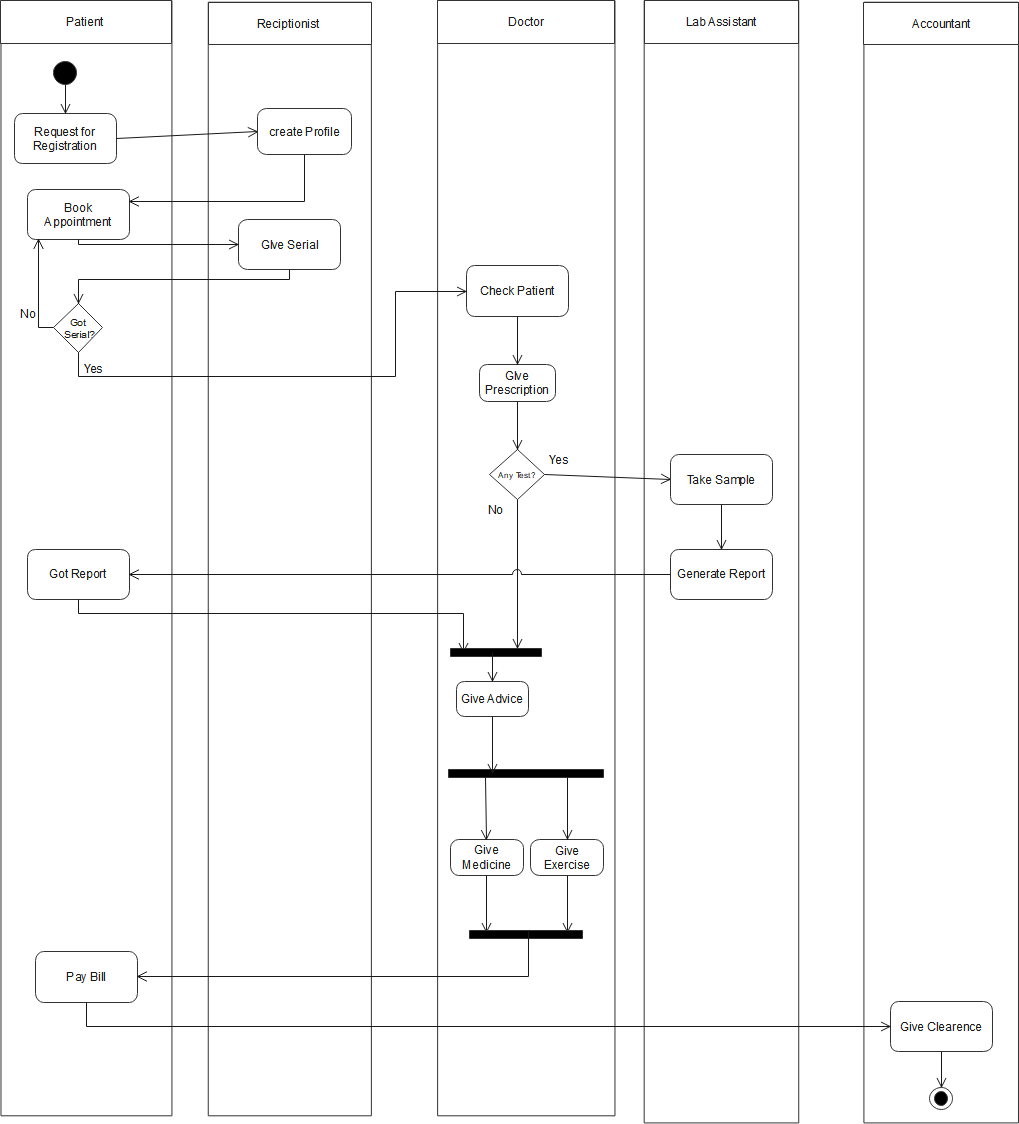 Patient
Reciptionist
Doctor
Lab Assistant
Accountant
Request for
Registration
create Profile
Book
Appointment
GIve Serial
Check Patient
No
Got
Serial?
Yes
GIve
Prescription
Any Test?
Yes
No
Take Sample
Got Report
Generate Report
Give Advice
Give
Medicine
Give
Exercise
Pay Bill
Give Clearence